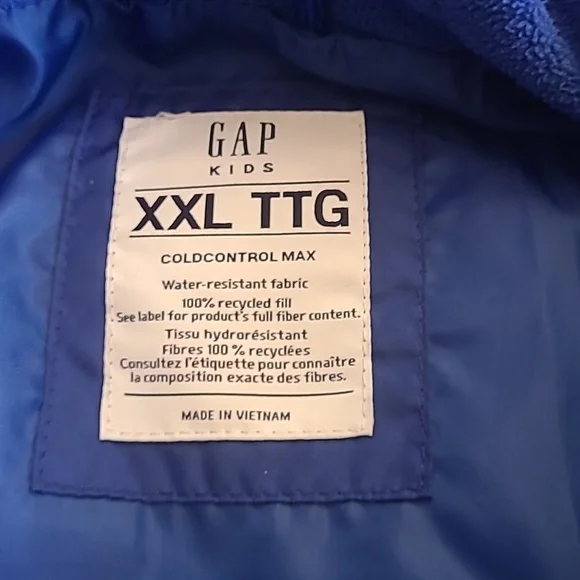 GAP
KIDS
XXL TTG
COLDCONTROL MAX
Water-resistant fabric
100% recycled fill
See label for product's full fiber content.
Tissu hydrorésistant
Fibres 100 % recyclées
Consultez l'étiquette pour connaître
la composition exacte des fibres.
MADE IN VIETNAM